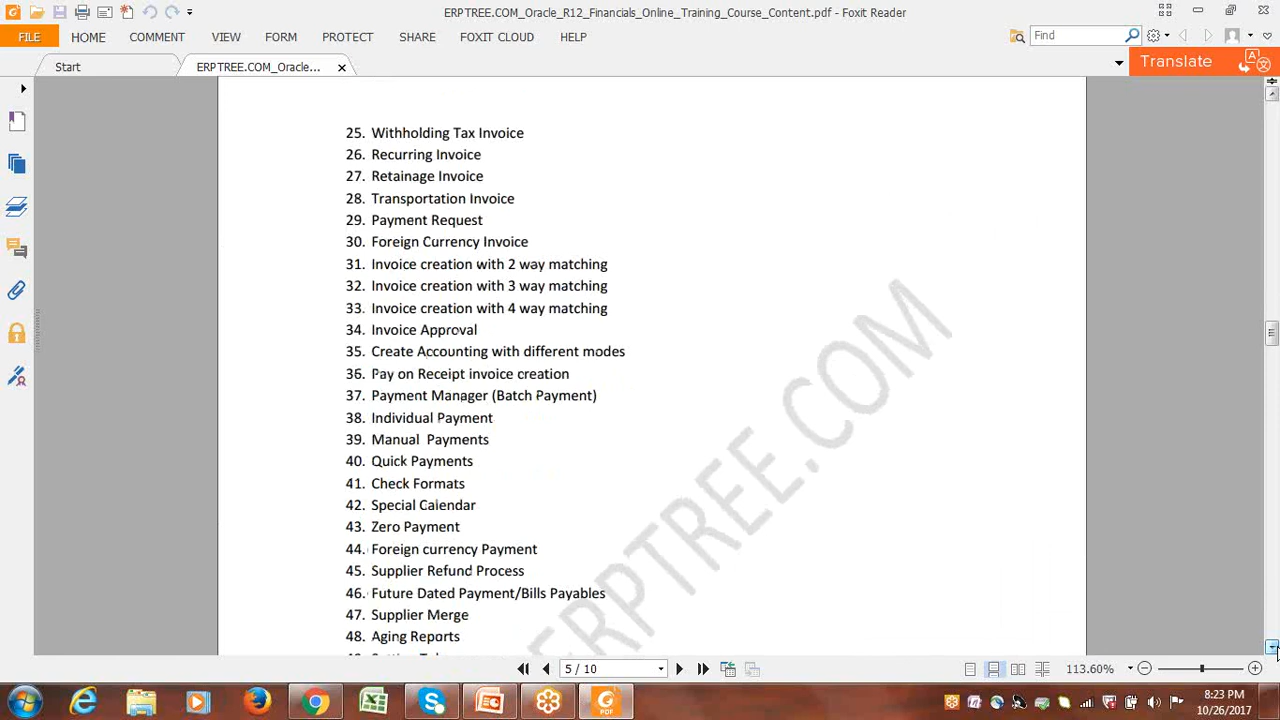 ERPTREE.COM_Oracle_R12_Financials_Online_Training_Course_Content.pdf - Foxit Reader
FILE HOME COMMENT VIEW FORM PROTECT SHARE FOXIT CLOUD HELP Find
Start ERPTREE.COM_Oracle... Translate
25. Withholding Tax Invoice
26. Recurring Invoice
27. Retainage Invoice
28. Transportation Invoice
29. Payment Request
30. Foreign Currency Invoice
31. Invoice creation with 2 way matching
32. Invoice creation with 3 way matching
33. Invoice creation with 4 way matching
34. Invoice Approval
35. Create Accounting with different modes
36. Pay on Receipt invoice creation
37. Payment Manager (Batch Payment)
38. Individual Payment
39. Manual Payments
40. Quick Payments
41. Check Formats
42. Special Calendar
43. Zero Payment
44. Foreign currency Payment
45. Supplier Refund Process
46. Future Dated Payment/Bills Payables
47. Supplier Merge
48. Aging Reports
ERPTREE.COM
5 / 10 113.60%
8:23 PM
10/26/2017